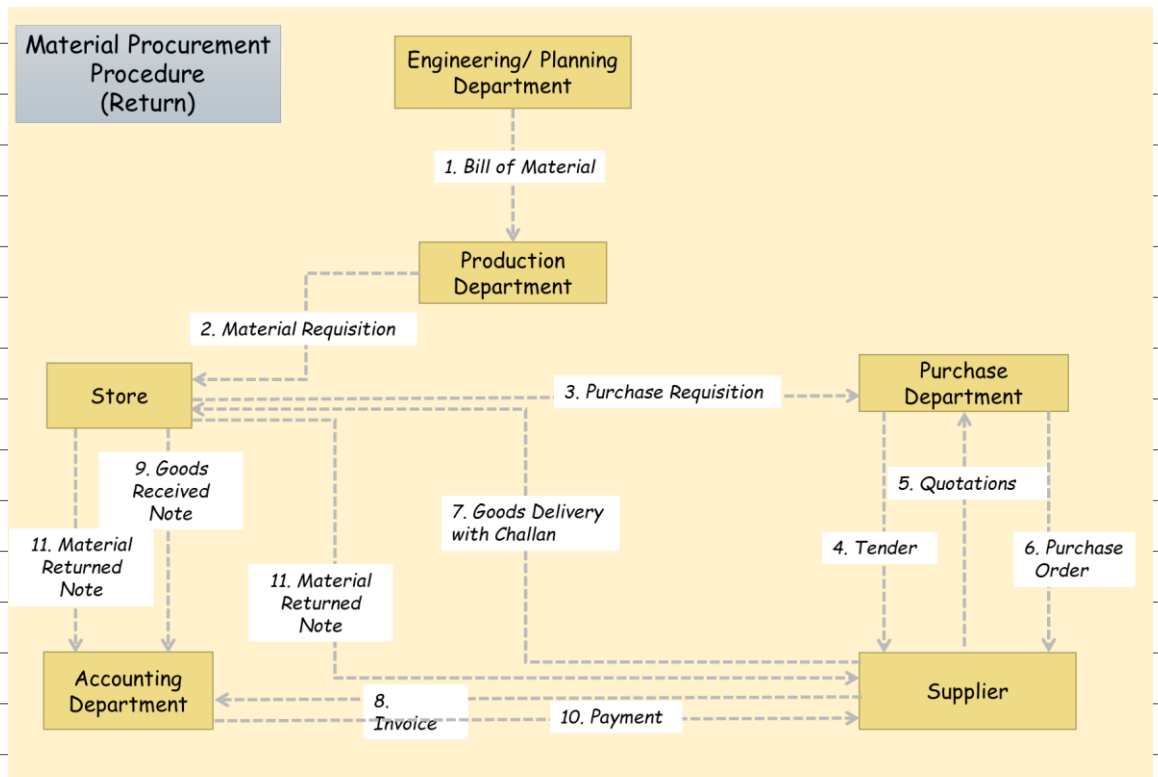 Material Procurement
Procedure
(Return)
Engineering/ Planning
Department
1. Bill of Material
Production
Department
2. Material Requisition
Store
3. Purchase Requisition
Purchase
Department
9. Goods
Received
Note
5. Quotations
7. Goods Delivery
with Challan
11. Material
Returned
Note
4. Tender
6. Purchase
Order
11. Material
Returned
Note
Accounting
Department
Supplier
8.
Invoice
10. Payment